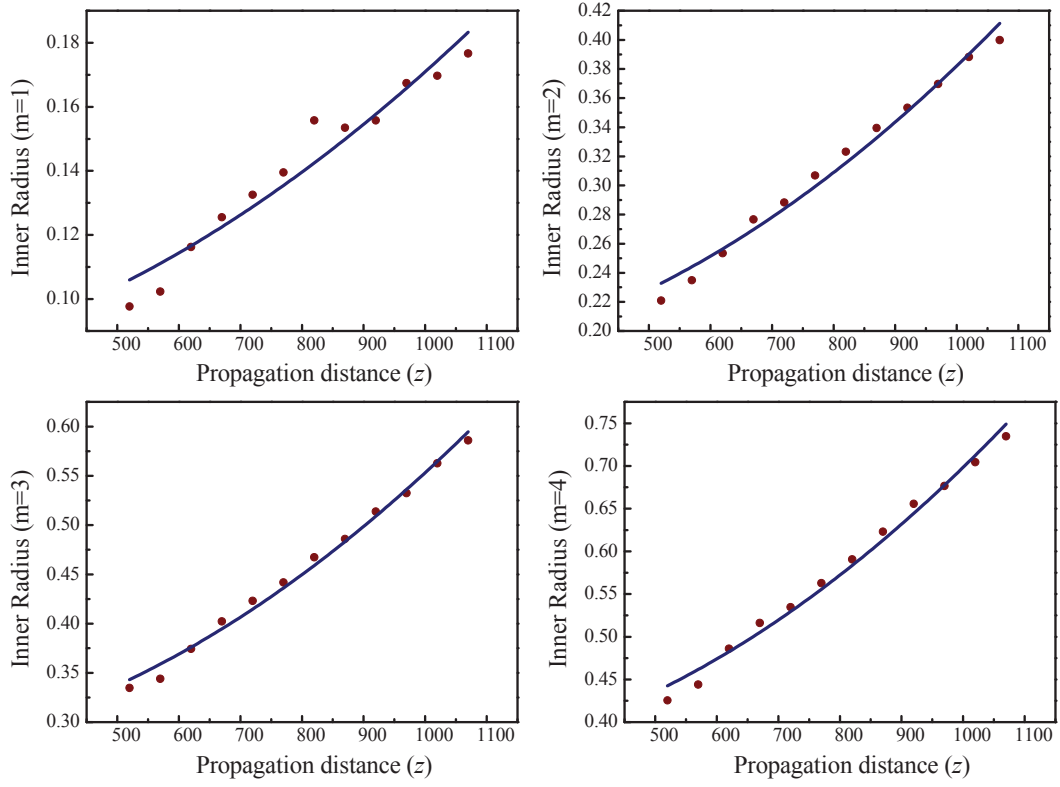 Inner Radius (m=1)
0.18
0.16
0.14
0.12
0.10
500 600 700 800 900 1000 1100
Propagation distance (z)
Inner Radius (m=2)
0.42
0.40
0.38
0.36
0.34
0.32
0.30
0.28
0.26
0.24
0.22
0.20
500 600 700 800 900 1000 1100
Propagation distance (z)
Inner Radius (m=3)
0.60
0.55
0.50
0.45
0.40
0.35
0.30
500 600 700 800 900 1000 1100
Propagation distance (z)
Inner Radius (m=4)
0.75
0.70
0.65
0.60
0.55
0.50
0.45
0.40
500 600 700 800 900 1000 1100
Propagation distance (z)